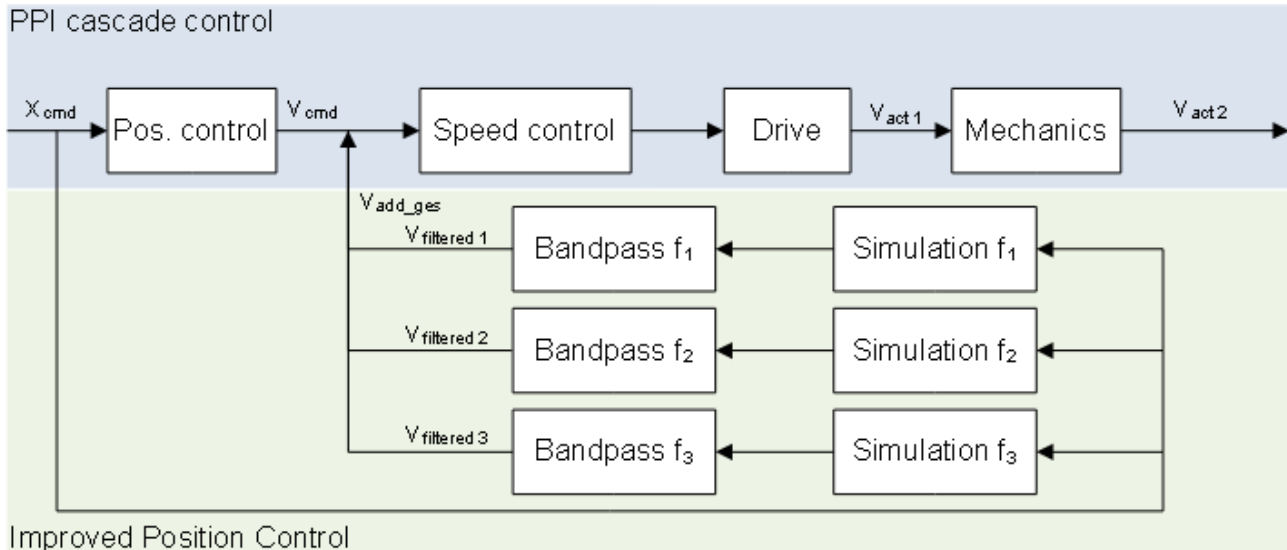 PPI cascade control
X cmd
Pos. control
V cmd
Speed control
Drive
V act 1
Mechanics
V act 2
V add_ges
V filtered 1
Bandpass f₁
Simulation f₁
V filtered 2
Bandpass f₂
Simulation f₂
V filtered 3
Bandpass f₃
Simulation f₃
Improved Position Control